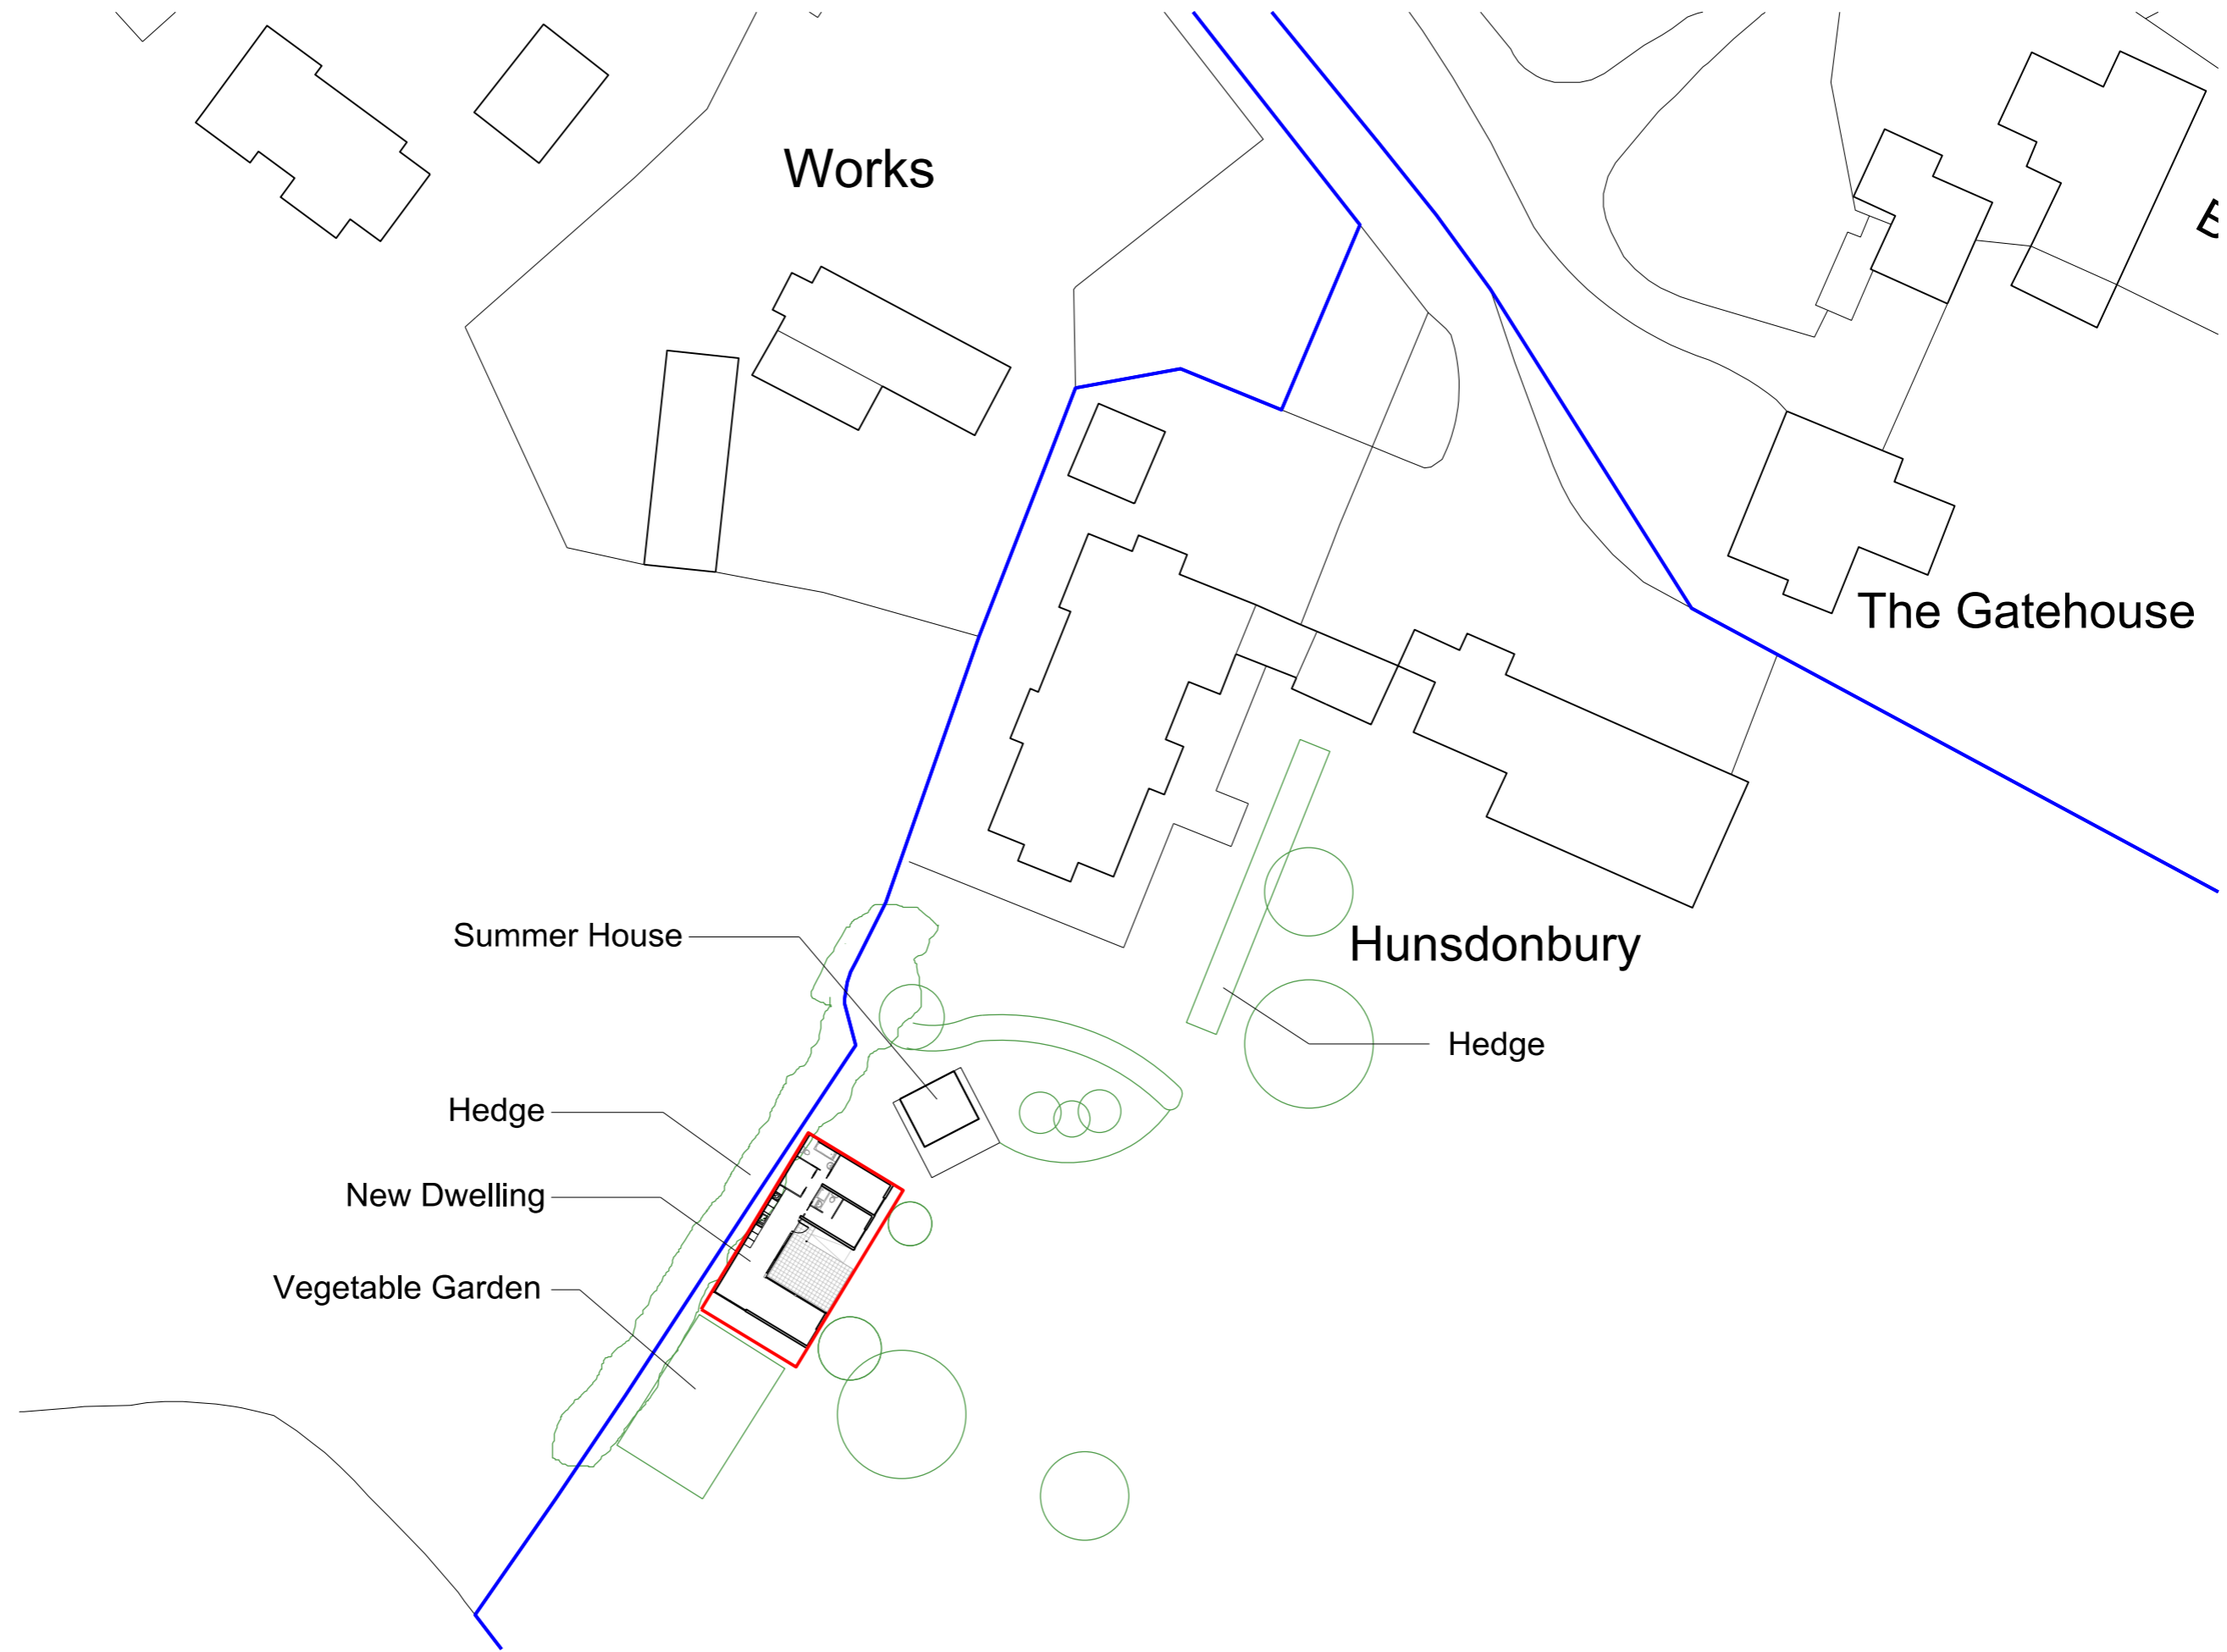 Works
The Gatehouse
Summer House
Hunsdonbury
Hedge
Hedge
New Dwelling
Vegetable Garden